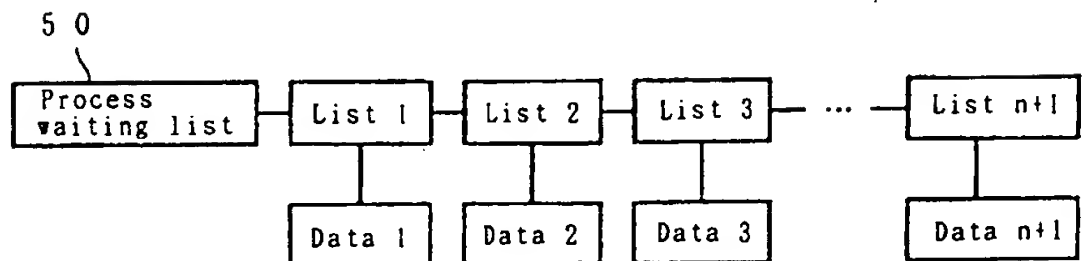 50
Process
waiting list
List 1
List 2
List 3
...
List n+1
Data 1
Data 2
Data 3
Data n+1